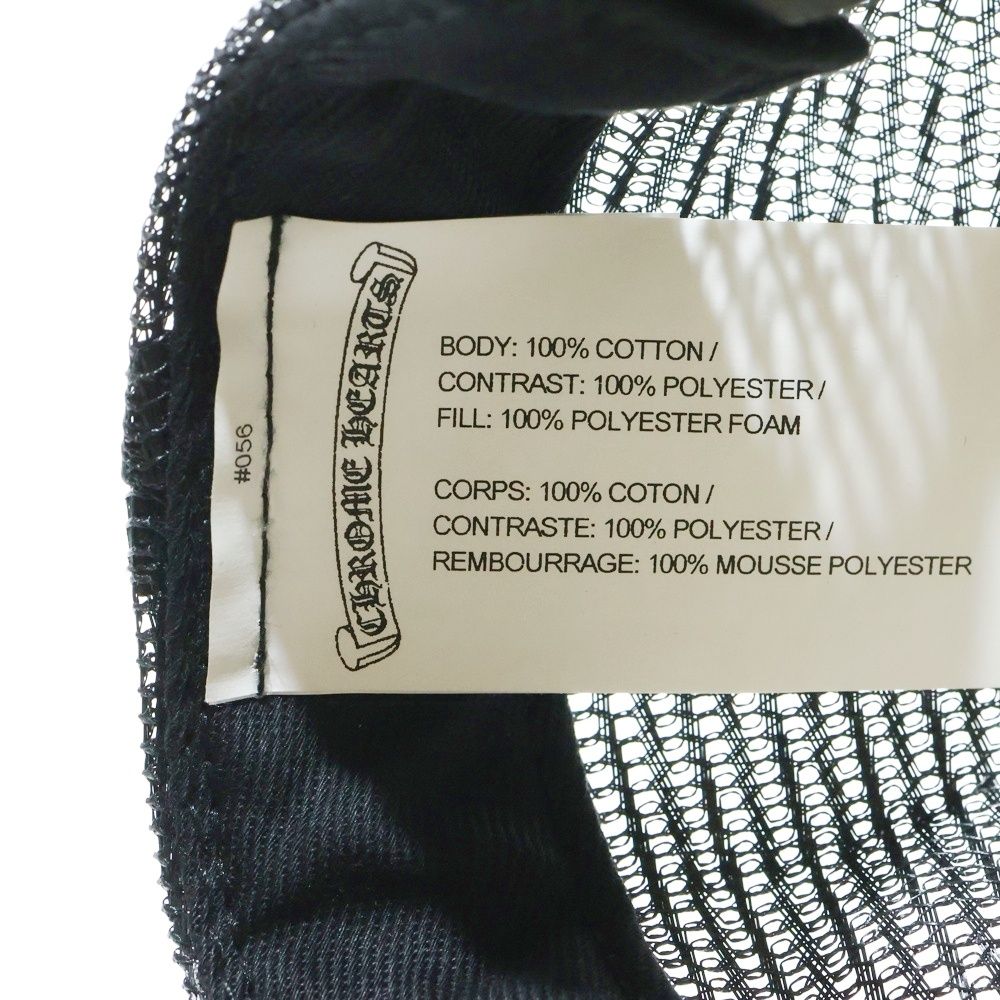 #056
CHROME HEARTS
BODY: 100% COTTON /
CONTRAST: 100% POLYESTER /
FILL: 100% POLYESTER FOAM
CORPS: 100% COTON /
CONTRASTE: 100% POLYESTER /
REMBOURRAGE: 100% MOUSSE POLYESTER